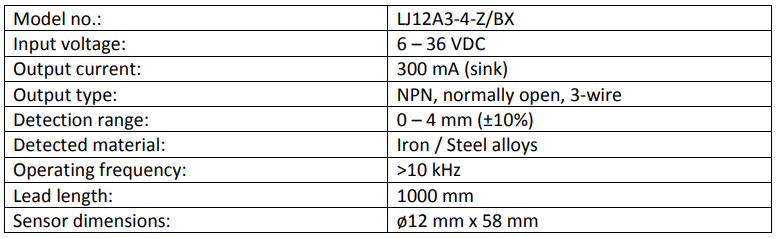 Model no.: LJ12A3-4-Z/BX
Input voltage: 6 – 36 VDC
Output current: 300 mA (sink)
Output type: NPN, normally open, 3-wire
Detection range: 0 – 4 mm (±10%)
Detected material: Iron / Steel alloys
Operating frequency: >10 kHz
Lead length: 1000 mm
Sensor dimensions: ø12 mm x 58 mm